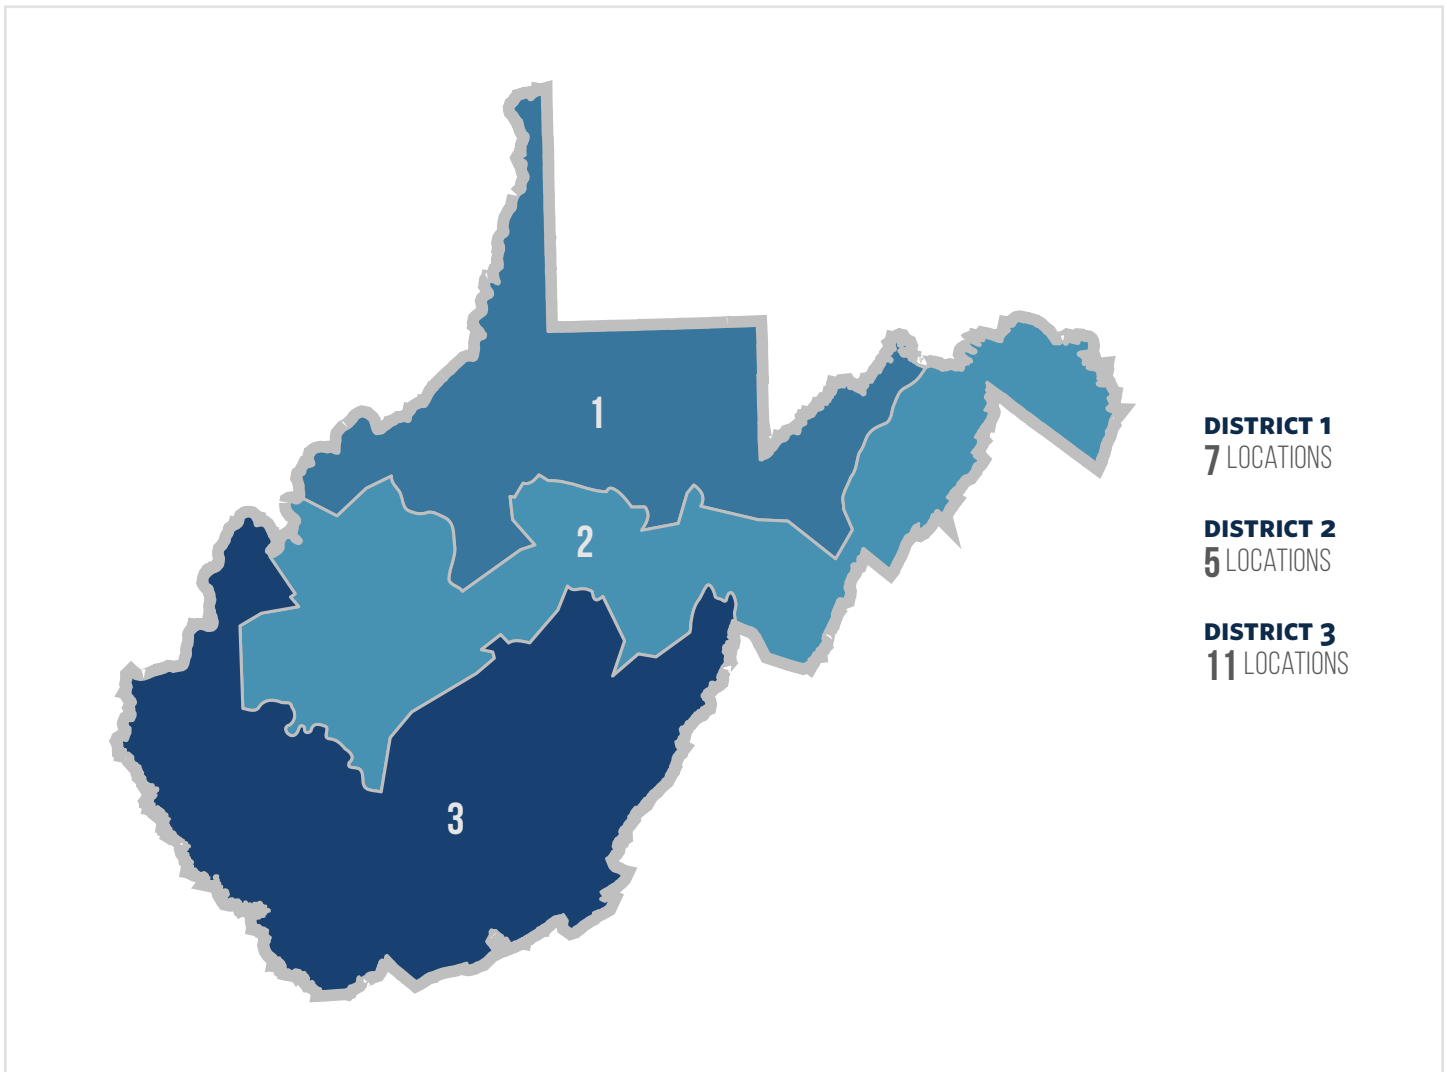 1
2
3
DISTRICT 1
7 LOCATIONS
DISTRICT 2
5 LOCATIONS
DISTRICT 3
11 LOCATIONS